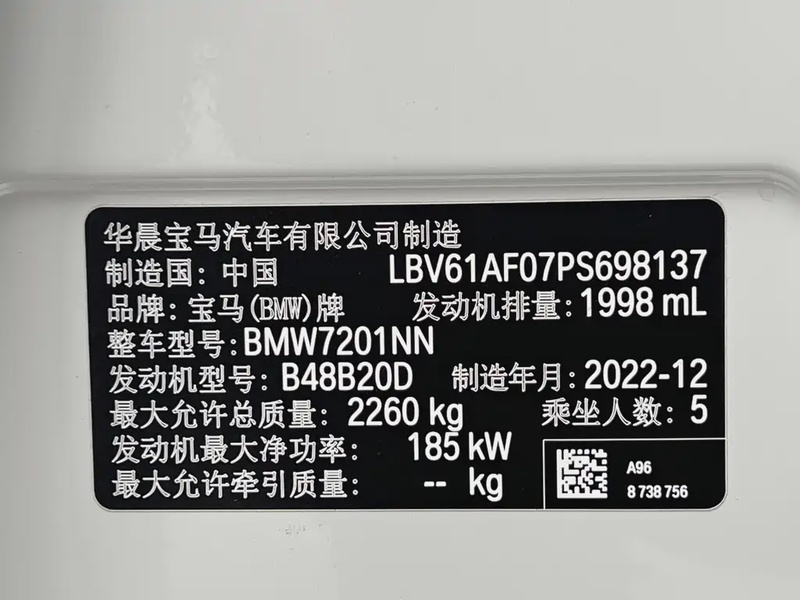 华晨宝马汽车有限公司制造
制造国: 中国 LBV61AF07PS698137
品牌: 宝马(BMW)牌 发动机排量: 1998 mL
整车型号: BMW7201NN
发动机型号: B48B20D 制造年月: 2022-12
最大允许总质量: 2260 kg 乘坐人数: 5
发动机最大净功率: 185 kW
最大允许牵引质量: -- kg
A96
8 738 756